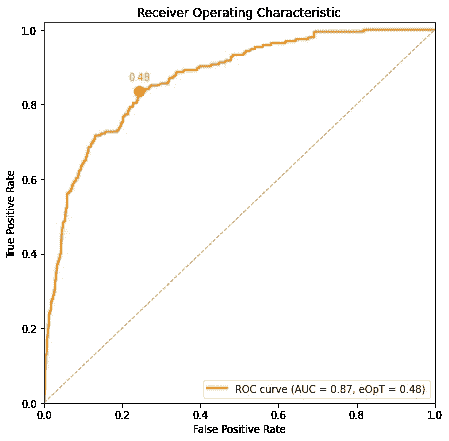 Receiver Operating Characteristic
1.0
0.48
0.8
0.6
True Positive Rate
0.4
0.2
ROC curve (AUC = 0.87, eOpT = 0.48)
0.0
0.0 0.2 0.4 0.6 0.8 1.0
False Positive Rate